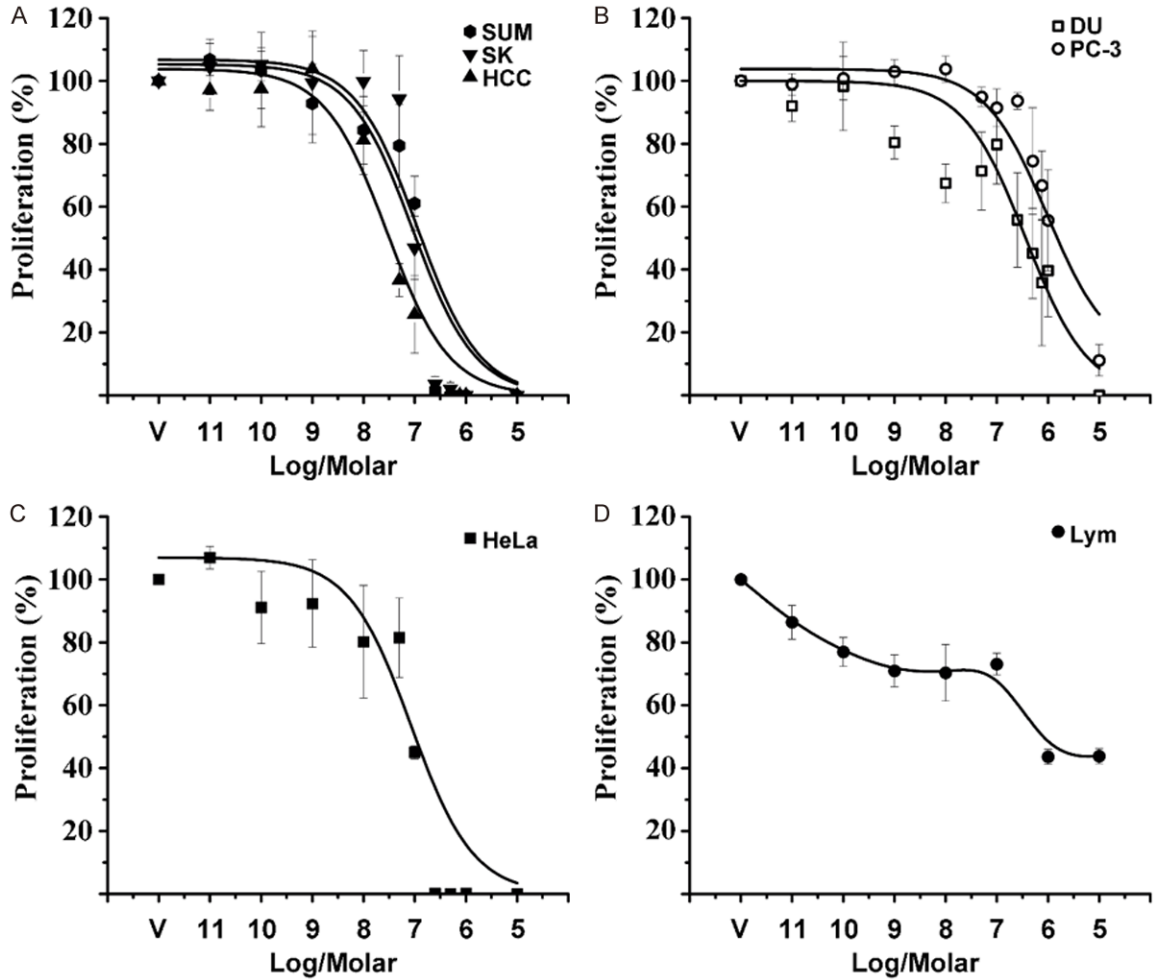 A
Proliferation (%)
120
100
80
60
40
20
SUM
SK
HCC
V 11 10 9 8 7 6 5
Log/Molar
B
Proliferation (%)
120
100
80
60
40
20
DU
PC-3
V 11 10 9 8 7 6 5
Log/Molar
C
Proliferation (%)
120
100
80
60
40
20
HeLa
V 11 10 9 8 7 6 5
Log/Molar
D
Proliferation (%)
120
100
80
60
40
20
Lym
V 11 10 9 8 7 6 5
Log/Molar